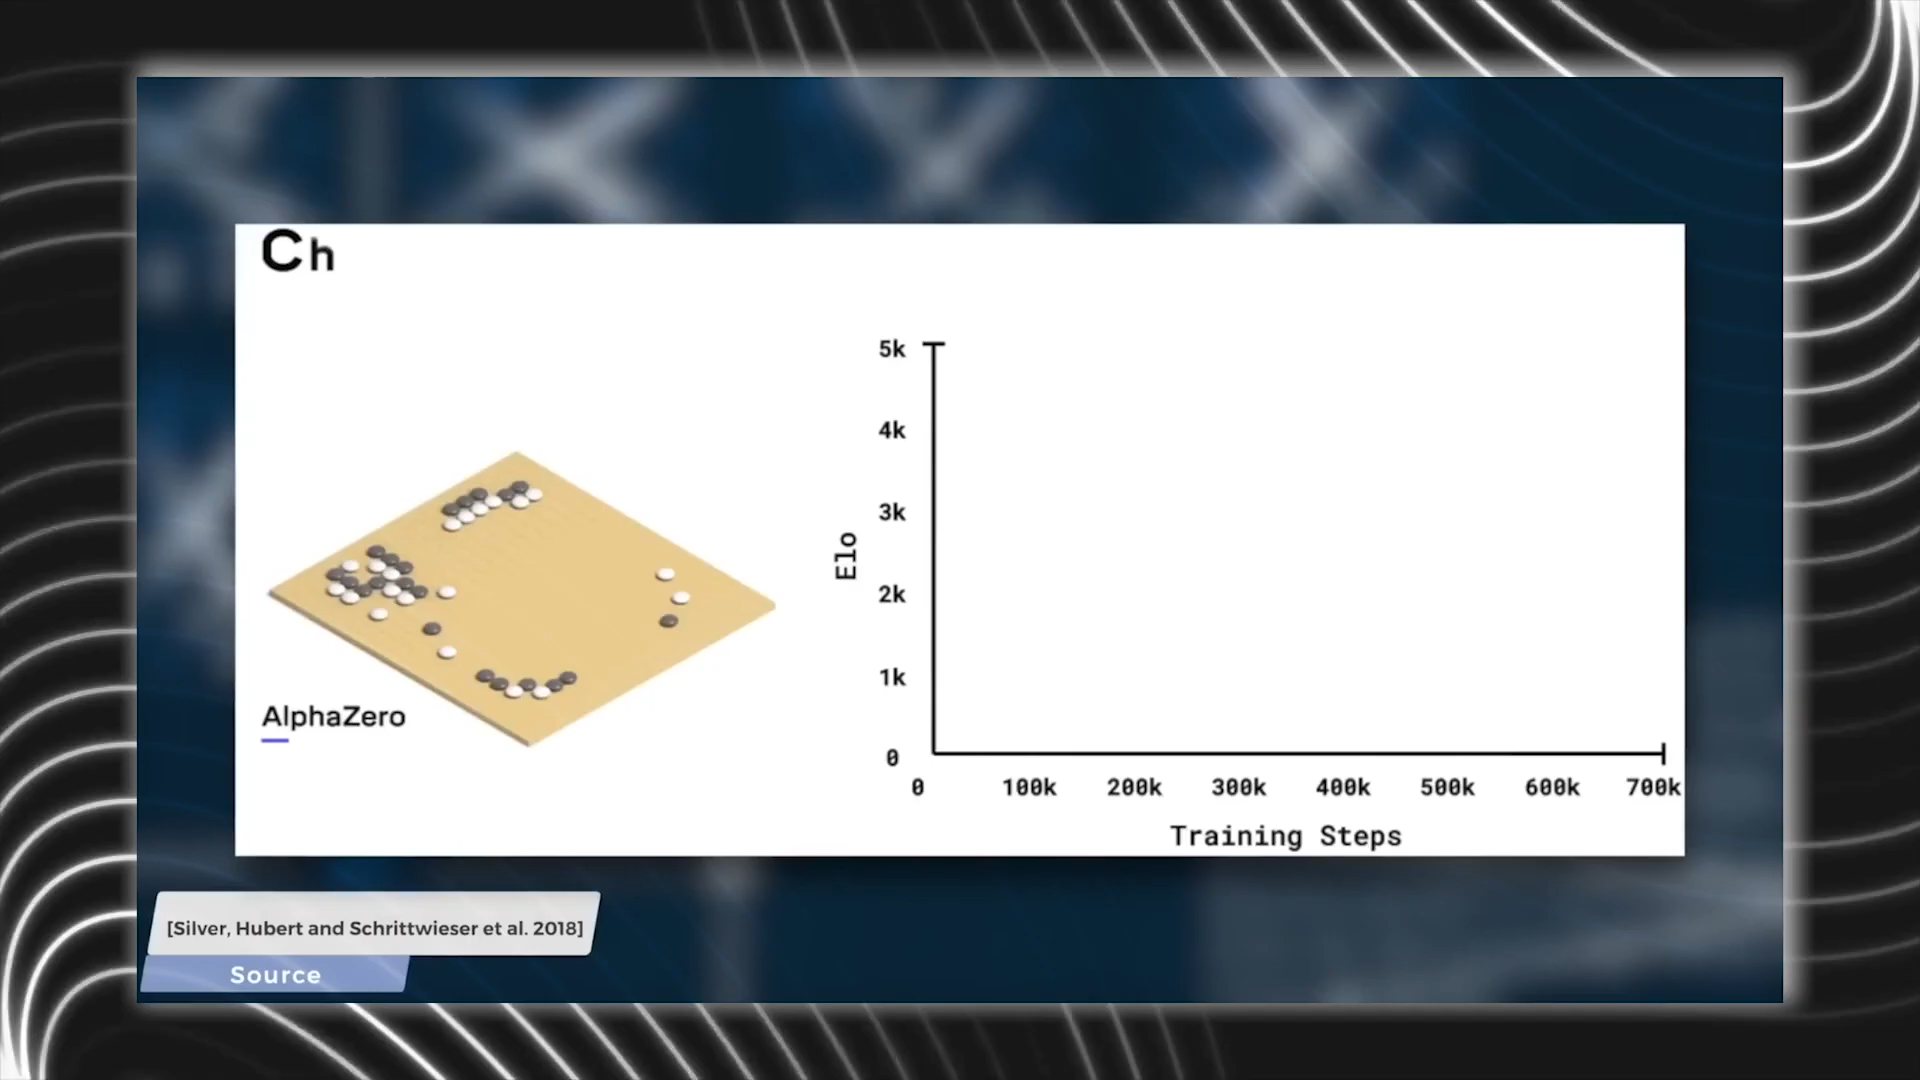 Ch
5k
4k
3k
2k
1k
0
Elo
0 100k 200k 300k 400k 500k 600k 700k
Training Steps
AlphaZero
[Silver, Hubert and Schrittwieser et al. 2018]
Source